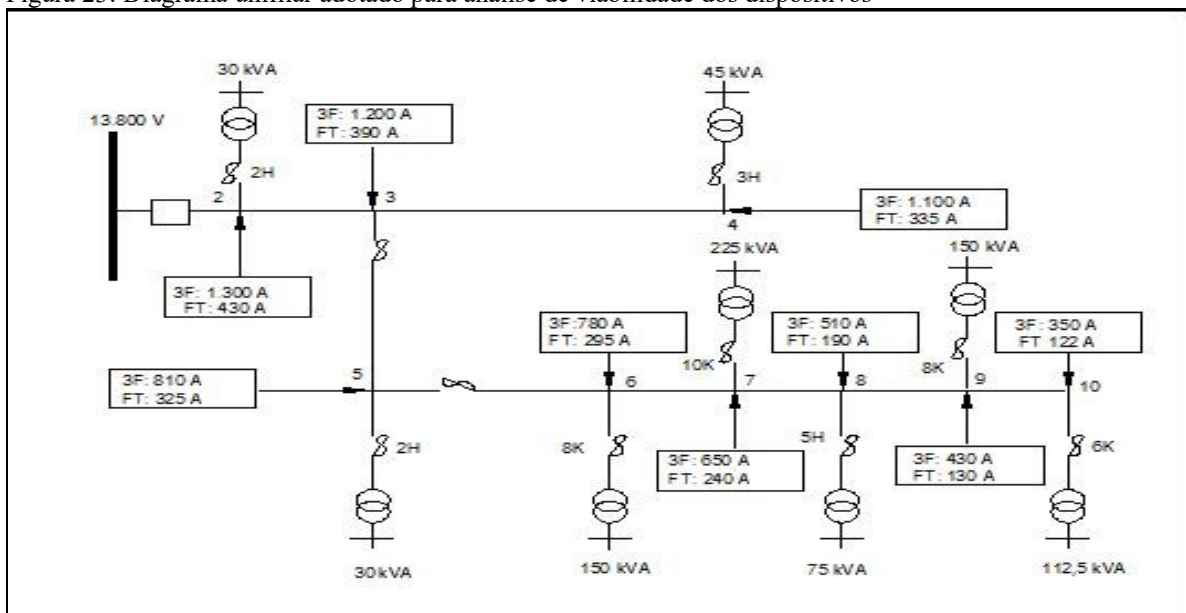 Figura 25: Diagrama unifilar adotado para análise de viabilidade dos dispositivos
30 kVA
45 kVA
13.800 V
3F: 1.200 A
FT: 390 A
2H
3H
2
3
4
3F: 1.100 A
FT: 335 A
225 kVA
150 kVA
3F: 1.300 A
FT: 430 A
3F:780 A
FT: 295 A
3F: 510 A
FT: 190 A
3F: 350 A
FT 122 A
10K
8K
3F: 810 A
FT: 325 A
5
6
7
8
9
10
2H
8K
5H
6K
3F: 650 A
FT: 240 A
3F: 430 A
FT: 130 A
30 kVA
150 kVA
75 kVA
112,5 kVA